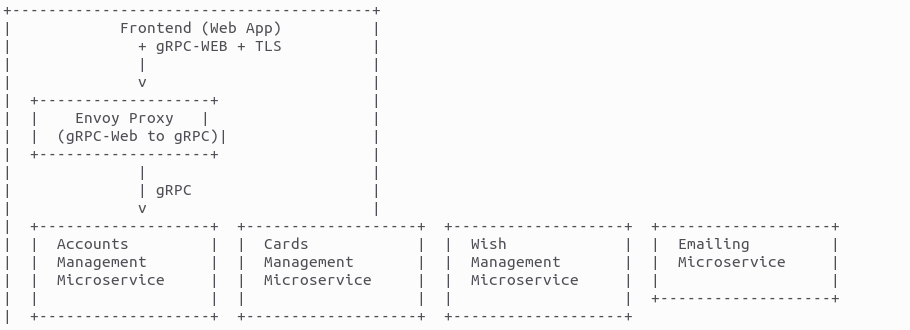 Frontend (Web App)
+ gRPC-WEB + TLS
|
v
Envoy Proxy
(gRPC-Web to gRPC)
|
| gRPC
v
Accounts Cards Wish Emailing
Management Management Management Microservice
Microservice Microservice Microservice